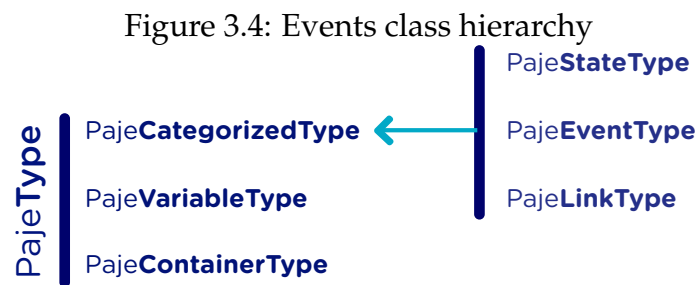 Figure 3.4: Events class hierarchy
PajeStateType
PajeCategorizedType
PajeEventType
PajeType
PajeVariableType
PajeLinkType
PajeContainerType